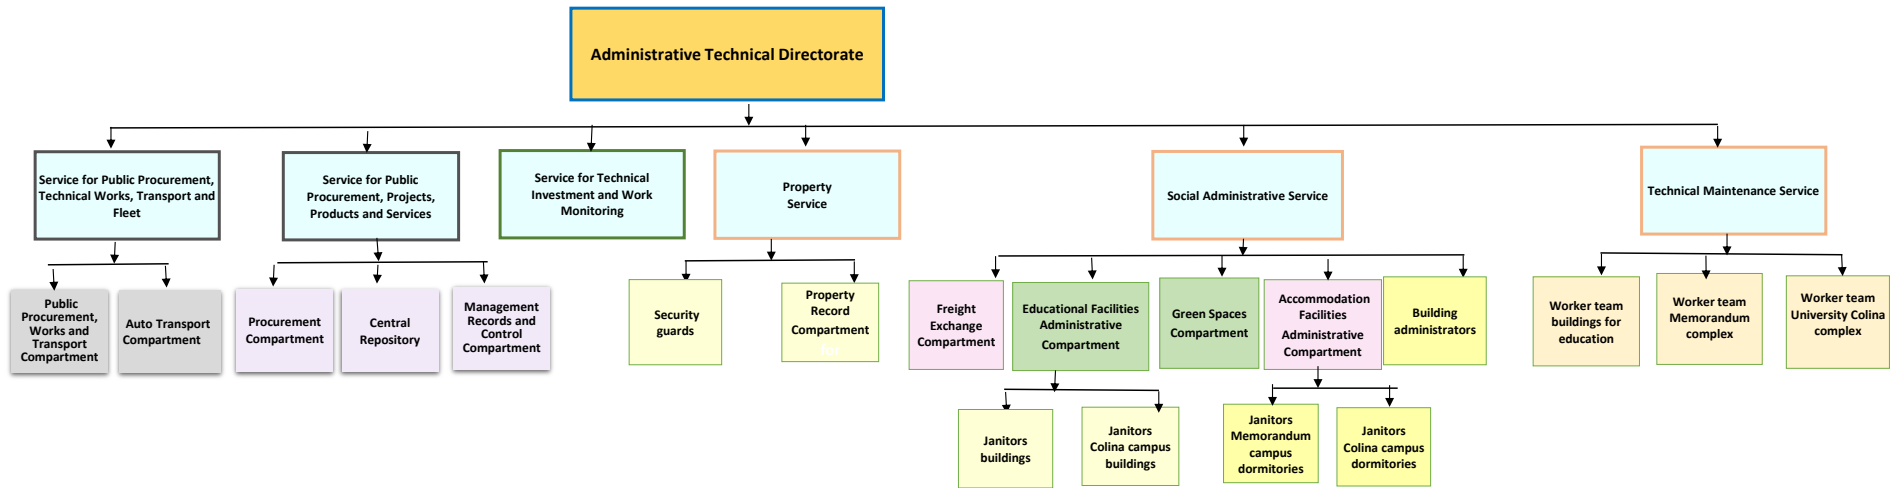 Administrative Technical Directorate
Service for Public Procurement,
Technical Works, Transport and
Fleet
Service for Public
Procurement, Projects,
Products and Services
Service for Technical
Investment and Work
Monitoring
Property
Service
Social Administrative Service
Technical Maintenance Service
Public
Procurement,
Works and
Transport
Compartment
Auto Transport
Compartment
Procurement
Compartment
Central
Repository
Management
Records and
Control
Compartment
Security
guards
Property
Record
Compartment
Freight
Exchange
Compartment
Educational Facilities
Administrative
Compartment
Green Spaces
Compartment
Accommodation
Facilities
Administrative
Compartment
Building
administrators
Worker team
buildings for
education
Worker team
Memorandum
complex
Worker team
University Colina
complex
Janitors
buildings
Janitors
Colina campus
buildings
Janitors
Memorandum
campus
dormitories
Janitors
Colina campus
dormitories